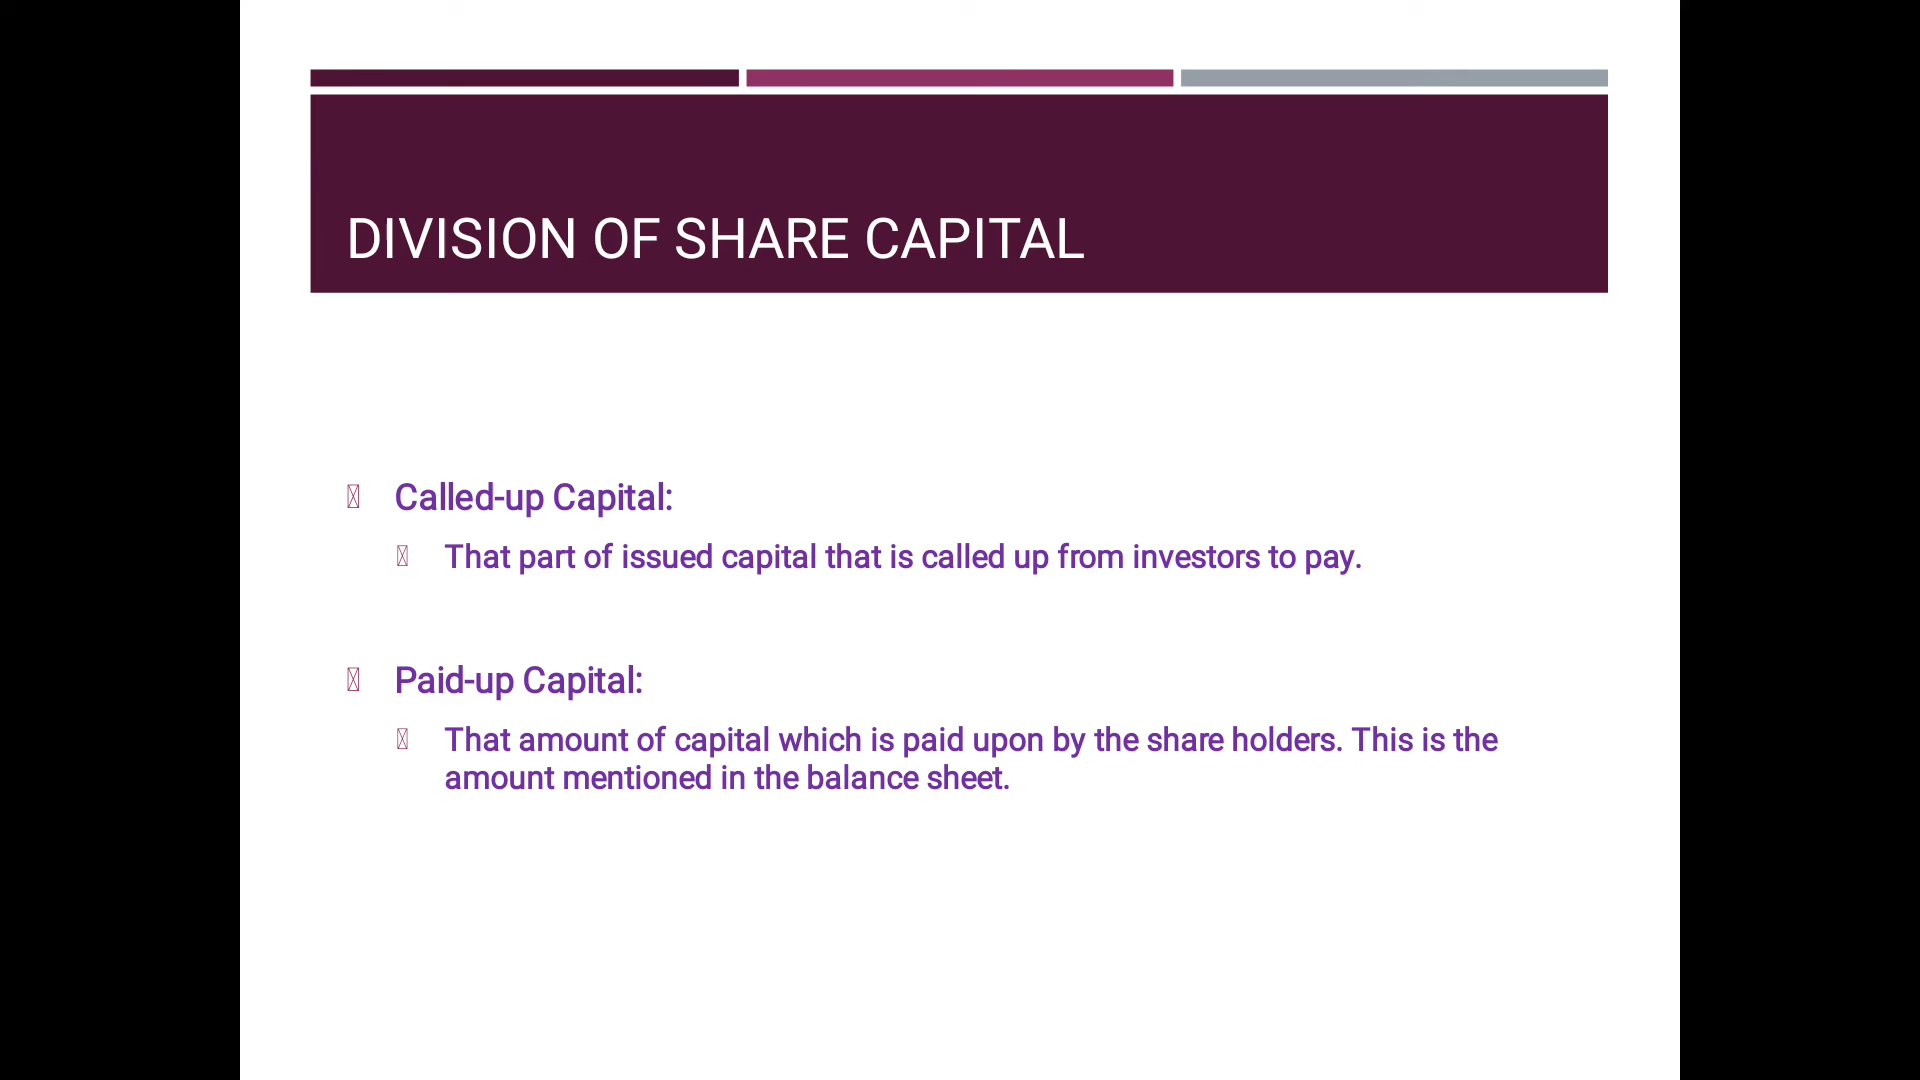 DIVISION OF SHARE CAPITAL
Called-up Capital:
That part of issued capital that is called up from investors to pay.
Paid-up Capital:
That amount of capital which is paid upon by the share holders. This is the
amount mentioned in the balance sheet.